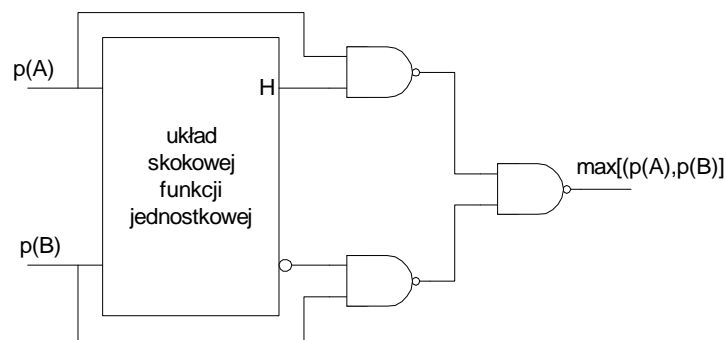 p(A)
H
układ
skokowej
funkcji
jednostkowej
max[(p(A),p(B)]
p(B)